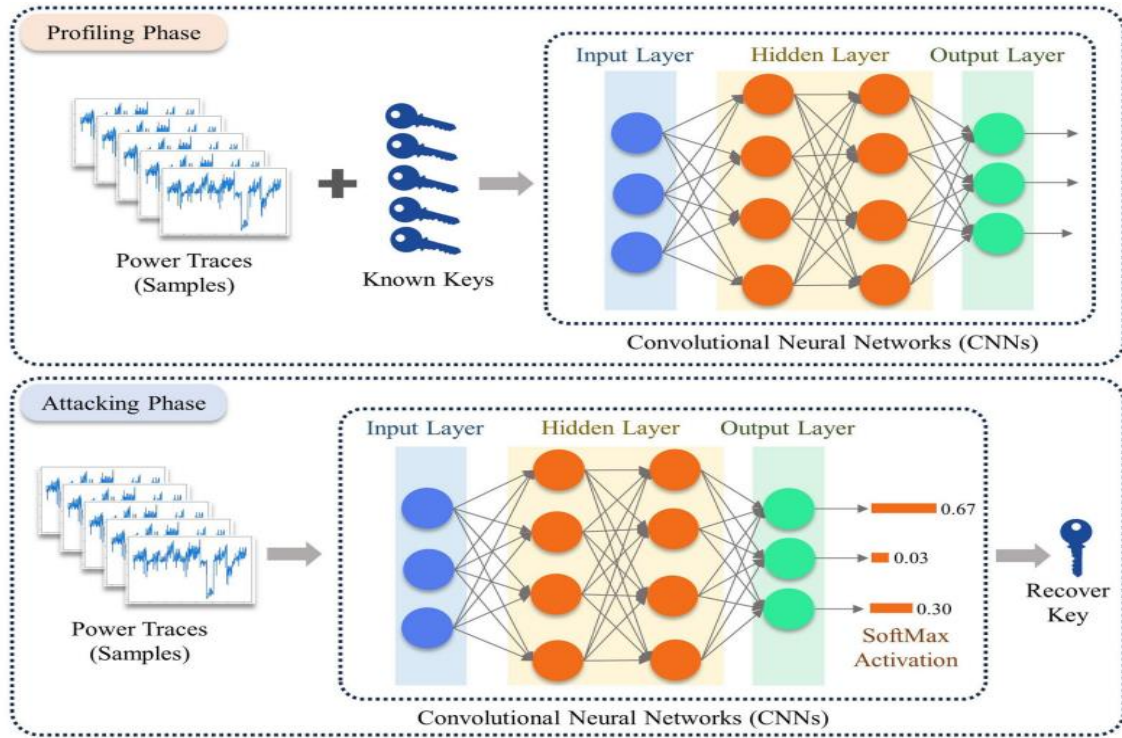 Profiling Phase
Input Layer
Hidden Layer
Output Layer
Power Traces
(Samples)
Known Keys
Convolutional Neural Networks (CNNs)
Attacking Phase
Input Layer
Hidden Layer
Output Layer
0.67
0.03
0.30
SoftMax
Activation
Power Traces
(Samples)
Recover
Key
Convolutional Neural Networks (CNNs)